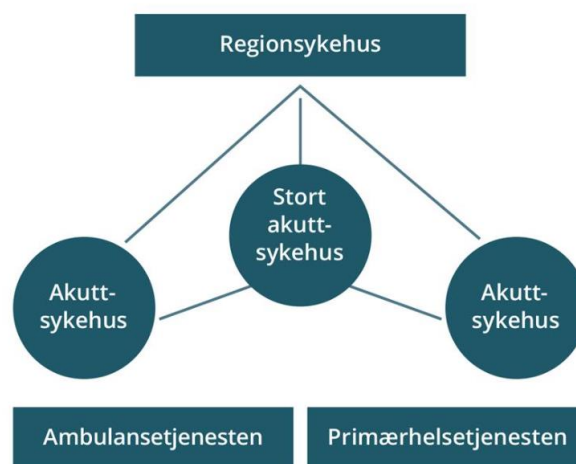 Regionsykehus
Stort
akutt-
sykehus
Akutt-
sykehus
Akutt-
sykehus
Ambulansetjenesten
Primærhelsetjenesten